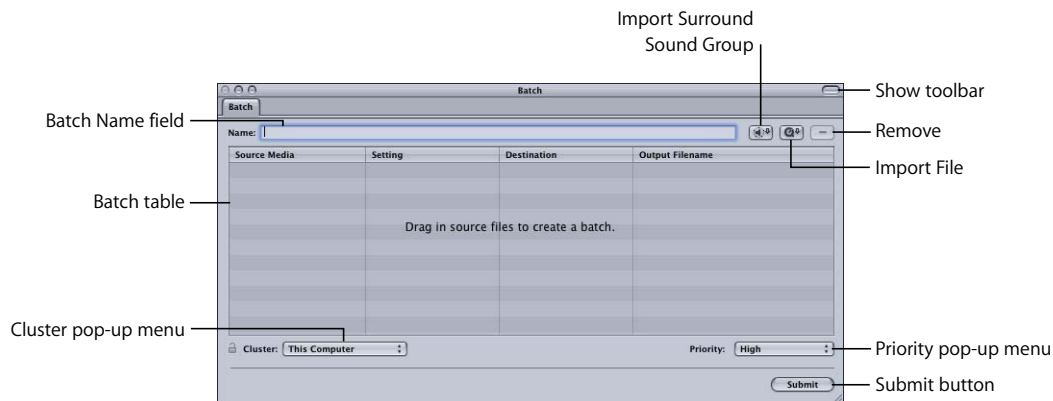 Import Surround
Sound Group
Batch
Show toolbar
Batch
Batch Name field
Name:
Remove
Source Media Setting Destination Output Filename
Import File
Batch table
Drag in source files to create a batch.
Cluster pop-up menu
Cluster: This Computer
Priority: High
Priority pop-up menu
Submit
Submit button